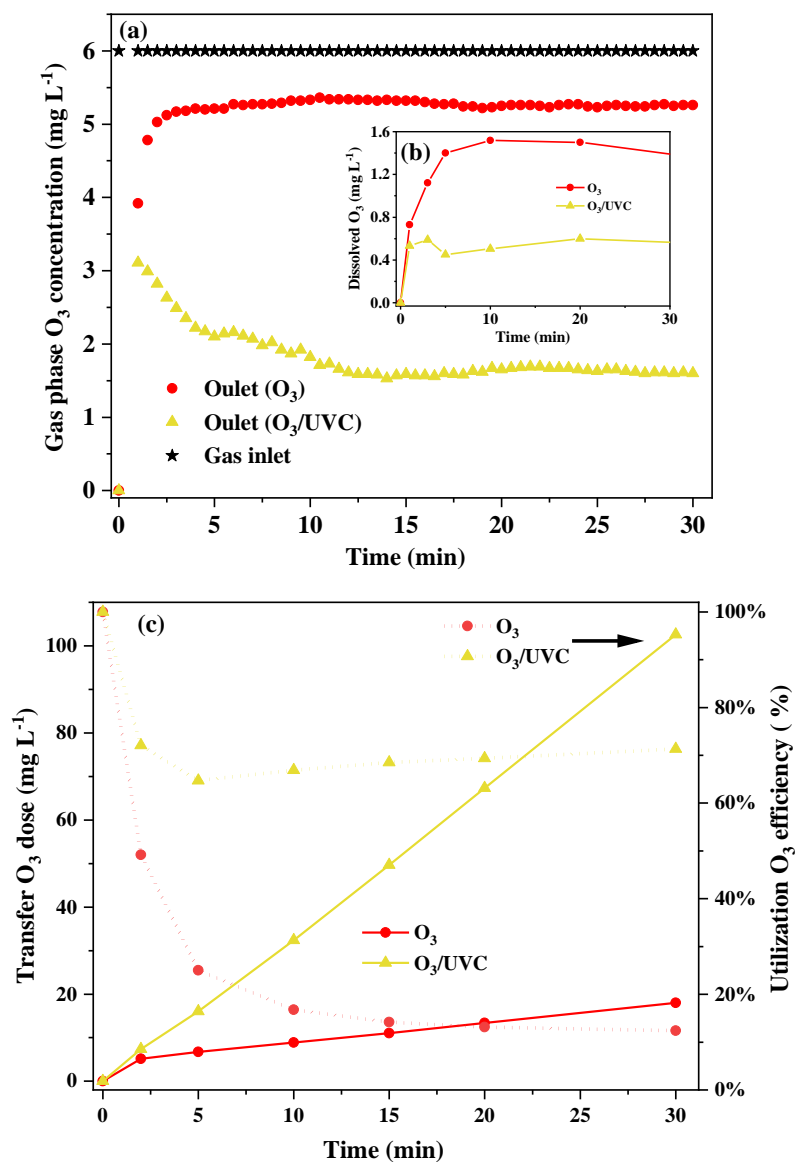 (a)
Gas phase O₃ concentration (mg L⁻¹)
6
5
4
3
2
1
0
Oulet (O₃)
Oulet (O₃/UVC)
Gas inlet
0 5 10 15 20 25 30
Time (min)
(b)
Dissolved O₃ (mg L⁻¹)
1.6
1.2
0.8
0.4
0.0
O₃
O₃/UVC
0 10 20 30
Time (min)
(c)
Transfer O₃ dose (mg L⁻¹)
100
80
60
40
20
0
O₃
O₃/UVC
O₃
O₃/UVC
100%
80%
60%
40%
20%
0%
Utilization O₃ efficiency ( %)
0 5 10 15 20 25 30
Time (min)